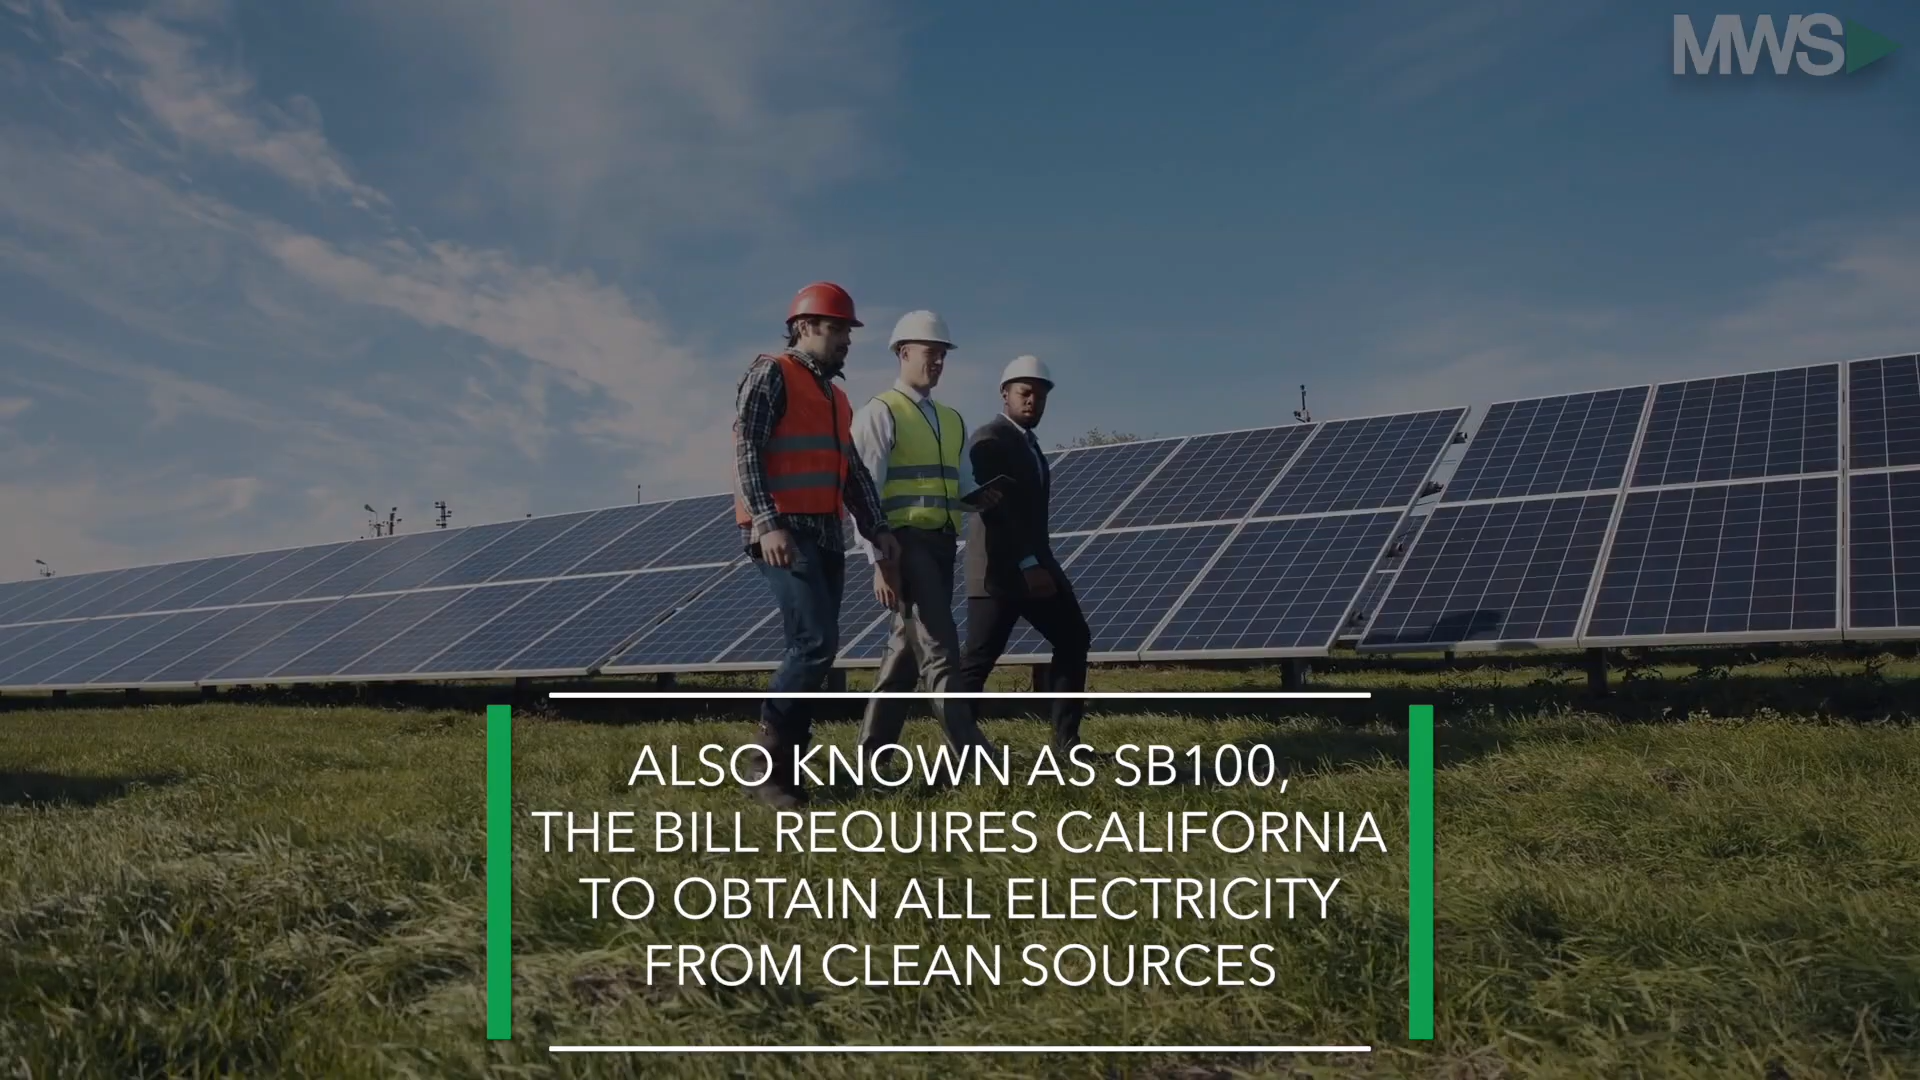 MWS
ALSO KNOWN AS SB100,
THE BILL REQUIRES CALIFORNIA
TO OBTAIN ALL ELECTRICITY
FROM CLEAN SOURCES